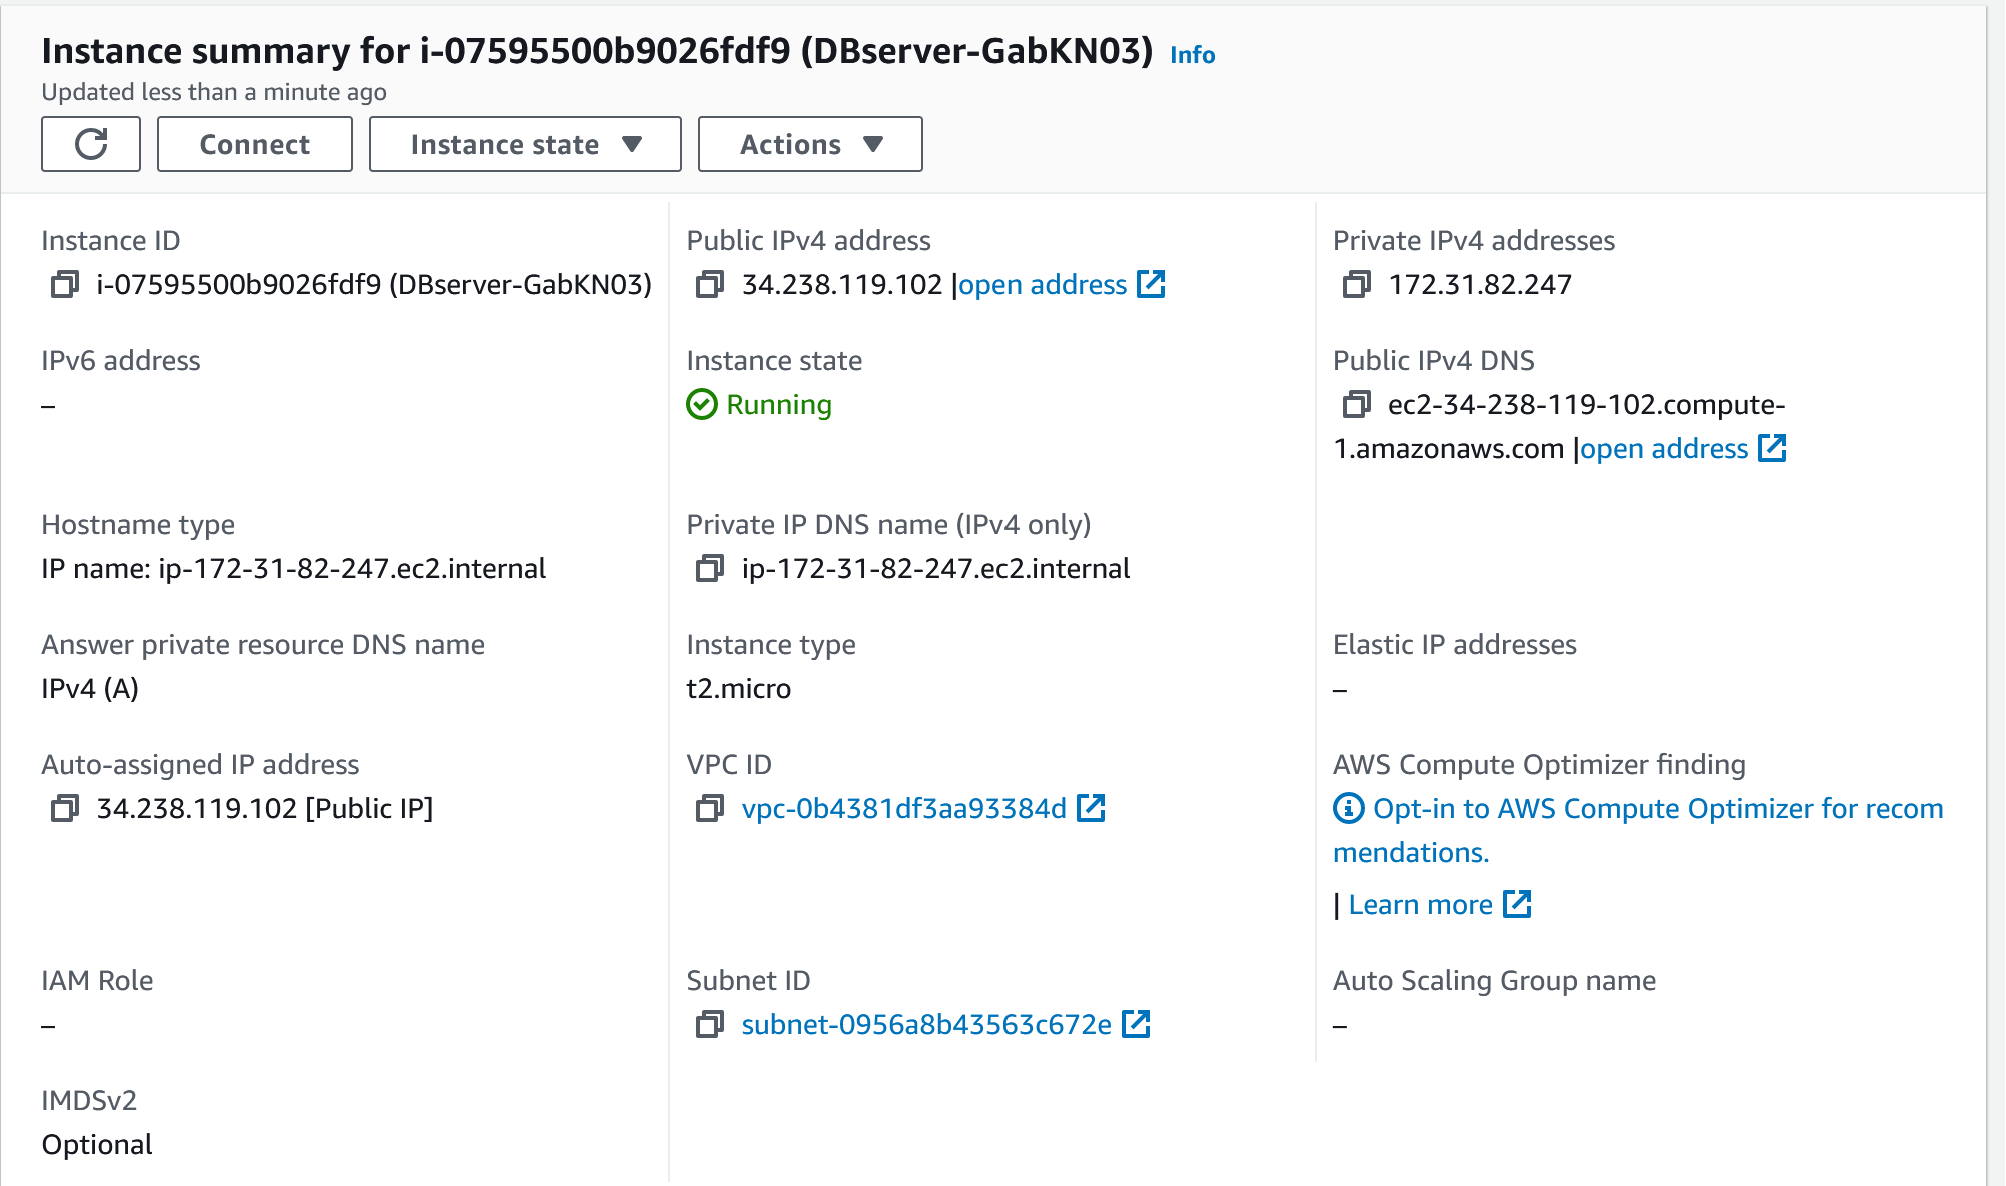 Instance summary for i-07595500b9026fdf9 (DBserver-GabKN03) Info
Updated less than a minute ago
Connect
Instance state
Actions
Instance ID
i-07595500b9026fdf9 (DBserver-GabKN03)
Public IPv4 address
34.238.119.102 |open address
Private IPv4 addresses
172.31.82.247
IPv6 address
–
Instance state
Running
Public IPv4 DNS
ec2-34-238-119-102.compute-
1.amazonaws.com |open address
Hostname type
IP name: ip-172-31-82-247.ec2.internal
Private IP DNS name (IPv4 only)
ip-172-31-82-247.ec2.internal
Answer private resource DNS name
IPv4 (A)
Instance type
t2.micro
Elastic IP addresses
–
Auto-assigned IP address
34.238.119.102 [Public IP]
VPC ID
vpc-0b4381df3aa93384d
AWS Compute Optimizer finding
Opt-in to AWS Compute Optimizer for recom
mendations.
| Learn more
IAM Role
–
Subnet ID
subnet-0956a8b43563c672e
Auto Scaling Group name
–
IMDSv2
Optional